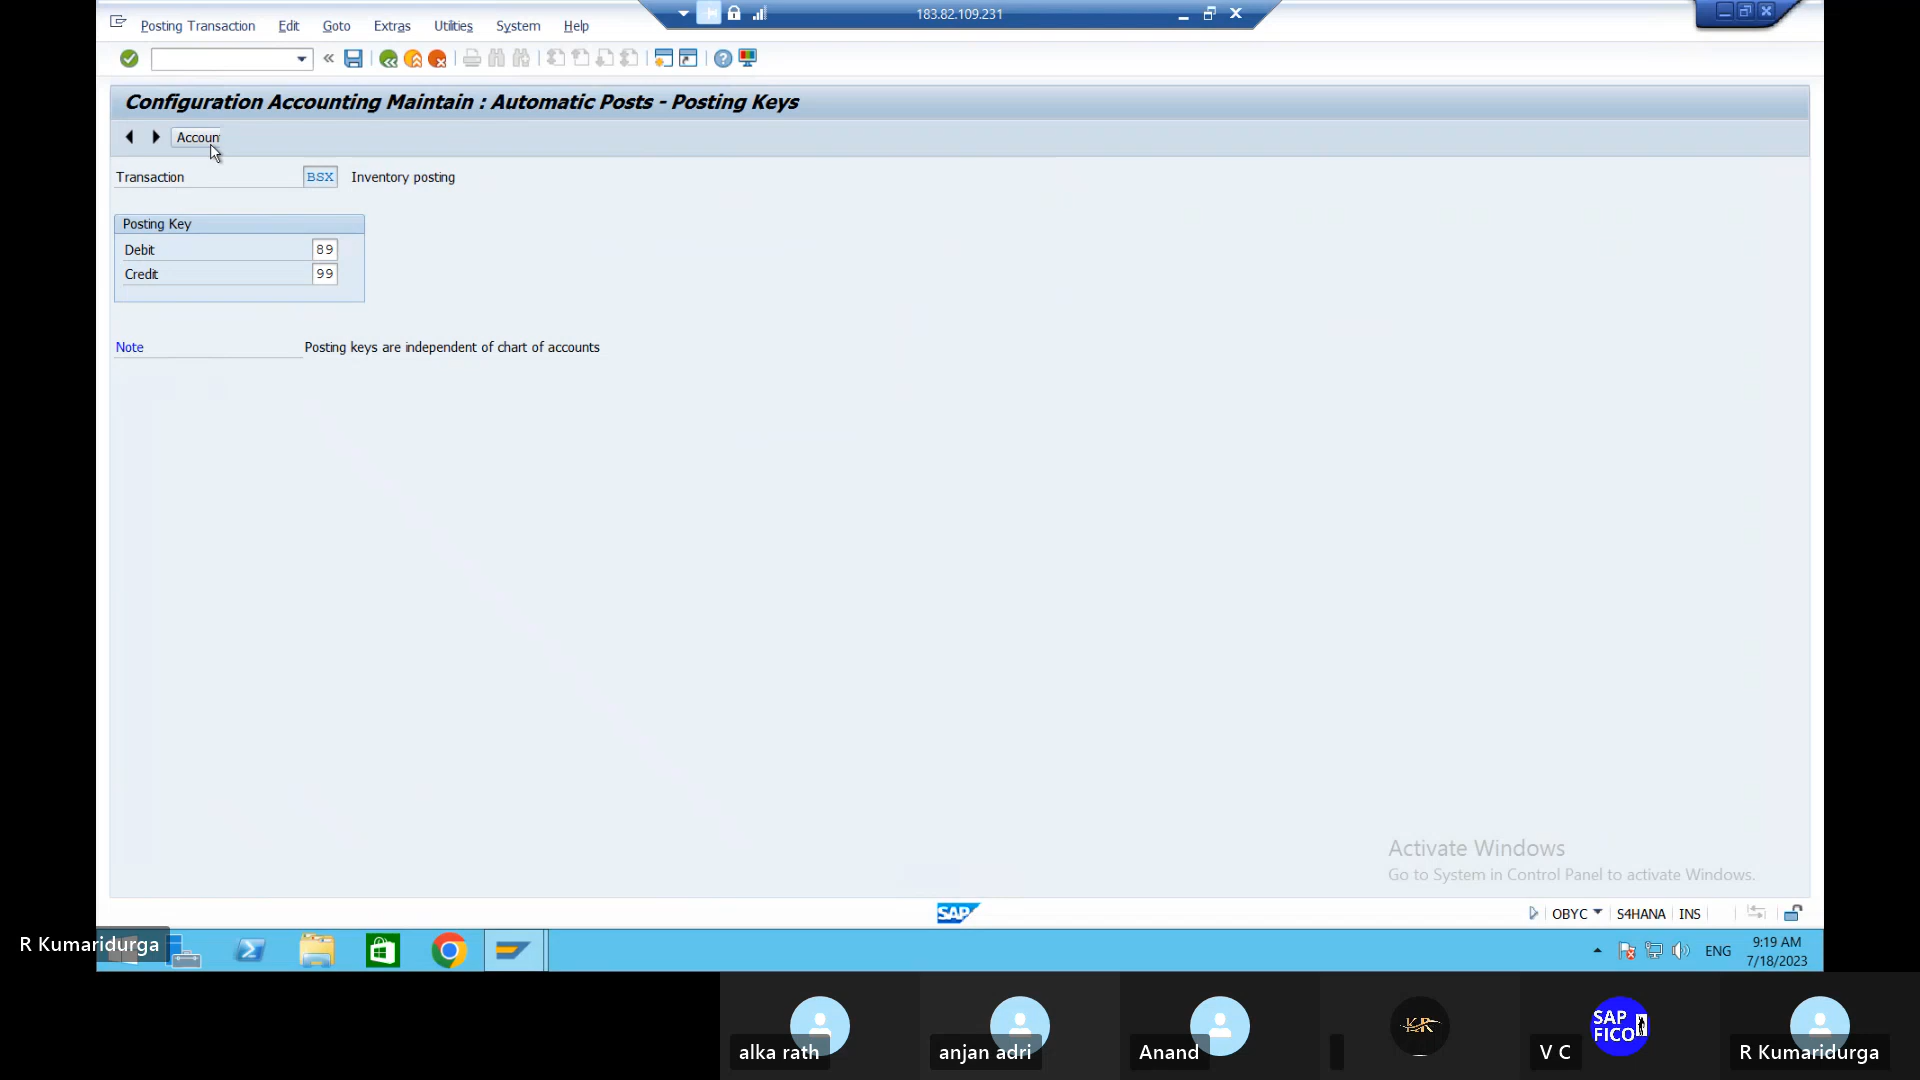 183.82.109.231
Posting Transaction Edit Goto Extras Utilities System Help
Configuration Accounting Maintain : Automatic Posts - Posting Keys
Accoun
Transaction BSX Inventory posting
Posting Key
Debit 89
Credit 99
Note Posting keys are independent of chart of accounts
Activate Windows
Go to System in Control Panel to activate Windows.
SAP
OBYC S4HANA INS
R Kumaridurga
ENG
9:19 AM
7/18/2023
KR
SAP
FICO
alka rath
anjan adri
Anand
V C
R Kumaridurga